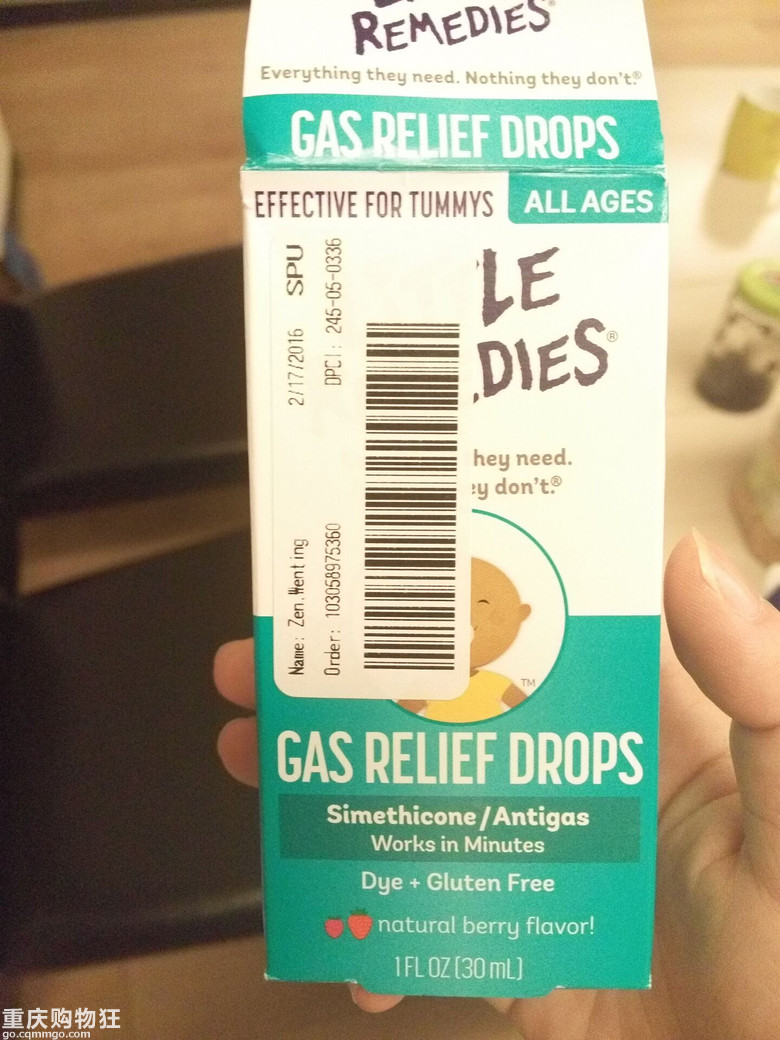 REMEDIES®
Everything they need. Nothing they don't.®
GAS RELIEF DROPS
EFFECTIVE FOR TUMMYS
ALL AGES
2/17/2016 SPU
DPCI: 245-05-0336
Name: Zen,Wenting
Order: 103058975360
LE
DIES®
hey need.
ey don't.®
TM
GAS RELIEF DROPS
Simethicone/Antigas
Works in Minutes
Dye + Gluten Free
natural berry flavor!
1 FL OZ (30 mL)
重庆购物狂
go.cqmmgo.com